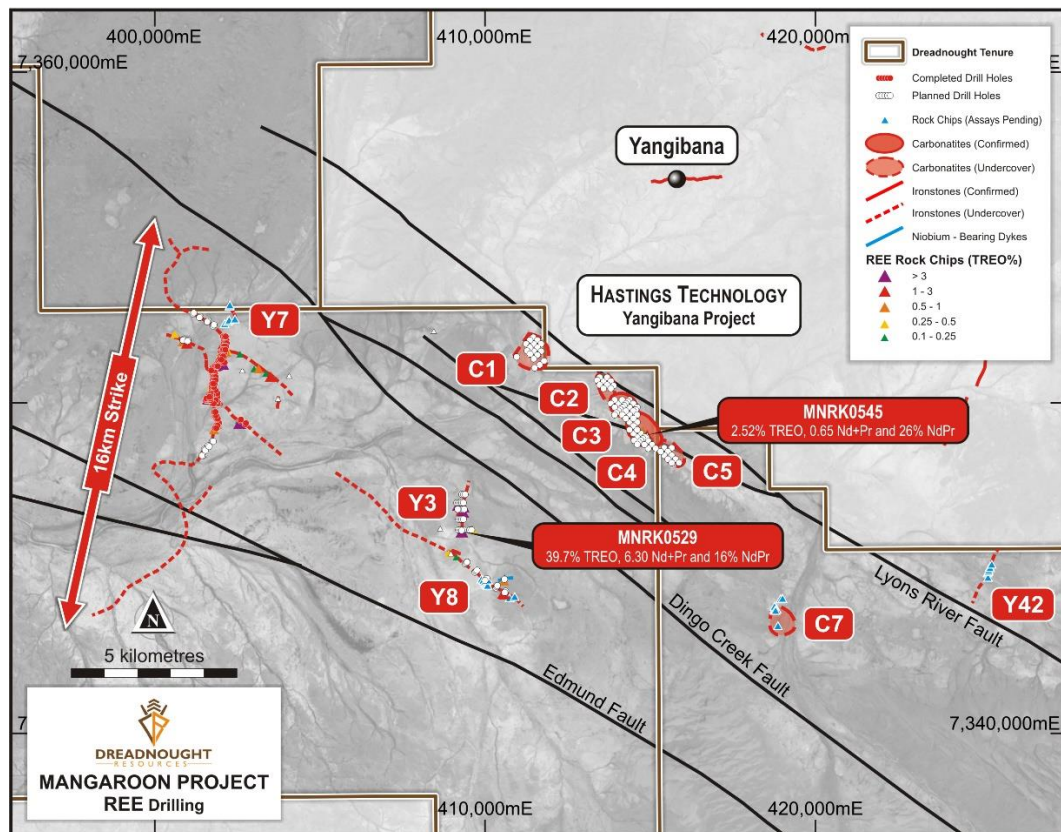 400,000mE
410,000mE
420,000mE
7,360,000mE
Dreadnought Tenure
Completed Drill Holes
Planned Drill Holes
Rock Chips (Assays Pending)
Carbonatites (Confirmed)
Carbonatites (Undercover)
Ironstones (Confirmed)
Ironstones (Undercover)
Niobium - Bearing Dykes
REE Rock Chips (TREO%)
> 3
1 - 3
0.5 - 1
0.25 - 0.5
0.1 - 0.25
Yangibana
HASTINGS TECHNOLOGY
Yangibana Project
16km Strike
Y7
C1
C2
C3
C4
C5
MNRK0545
2.52% TREO, 0.65 Nd+Pr and 26% NdPr
Y3
MNRK0529
39.7% TREO, 6.30 Nd+Pr and 16% NdPr
Y8
C7
Y42
Lyons River Fault
Dingo Creek Fault
Edmund Fault
N
5 kilometres
DREADNOUGHT
RESOURCES
MANGAROON PROJECT
REE Drilling
7,340,000mE
410,000mE
420,000mE